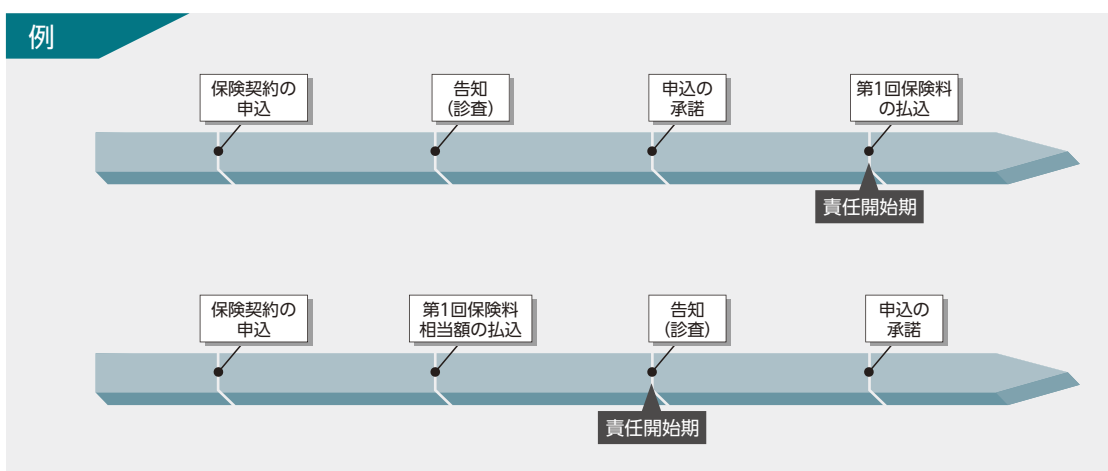 例
保険契約の
申込
告知
(診査)
申込の
承諾
第1回保険料
の払込
責任開始期
保険契約の
申込
第1回保険料
相当額の払込
告知
(診査)
申込の
承諾
責任開始期